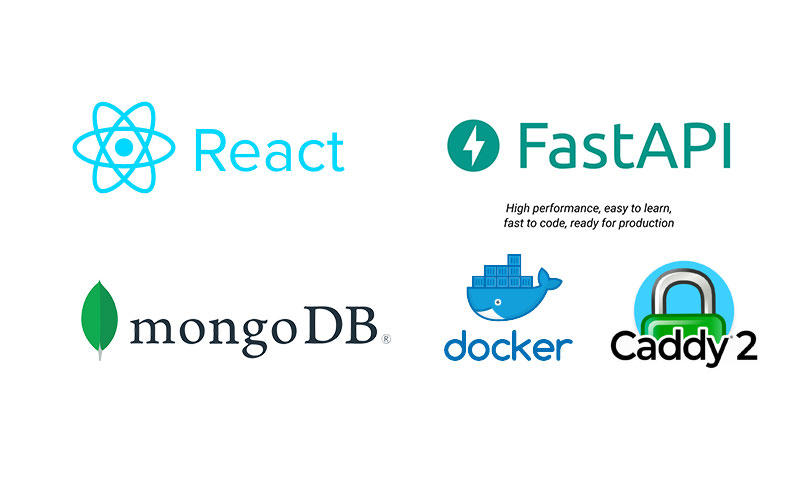 React
FastAPI
High performance, easy to learn,
fast to code, ready for production
mongoDB®
docker
Caddy 2